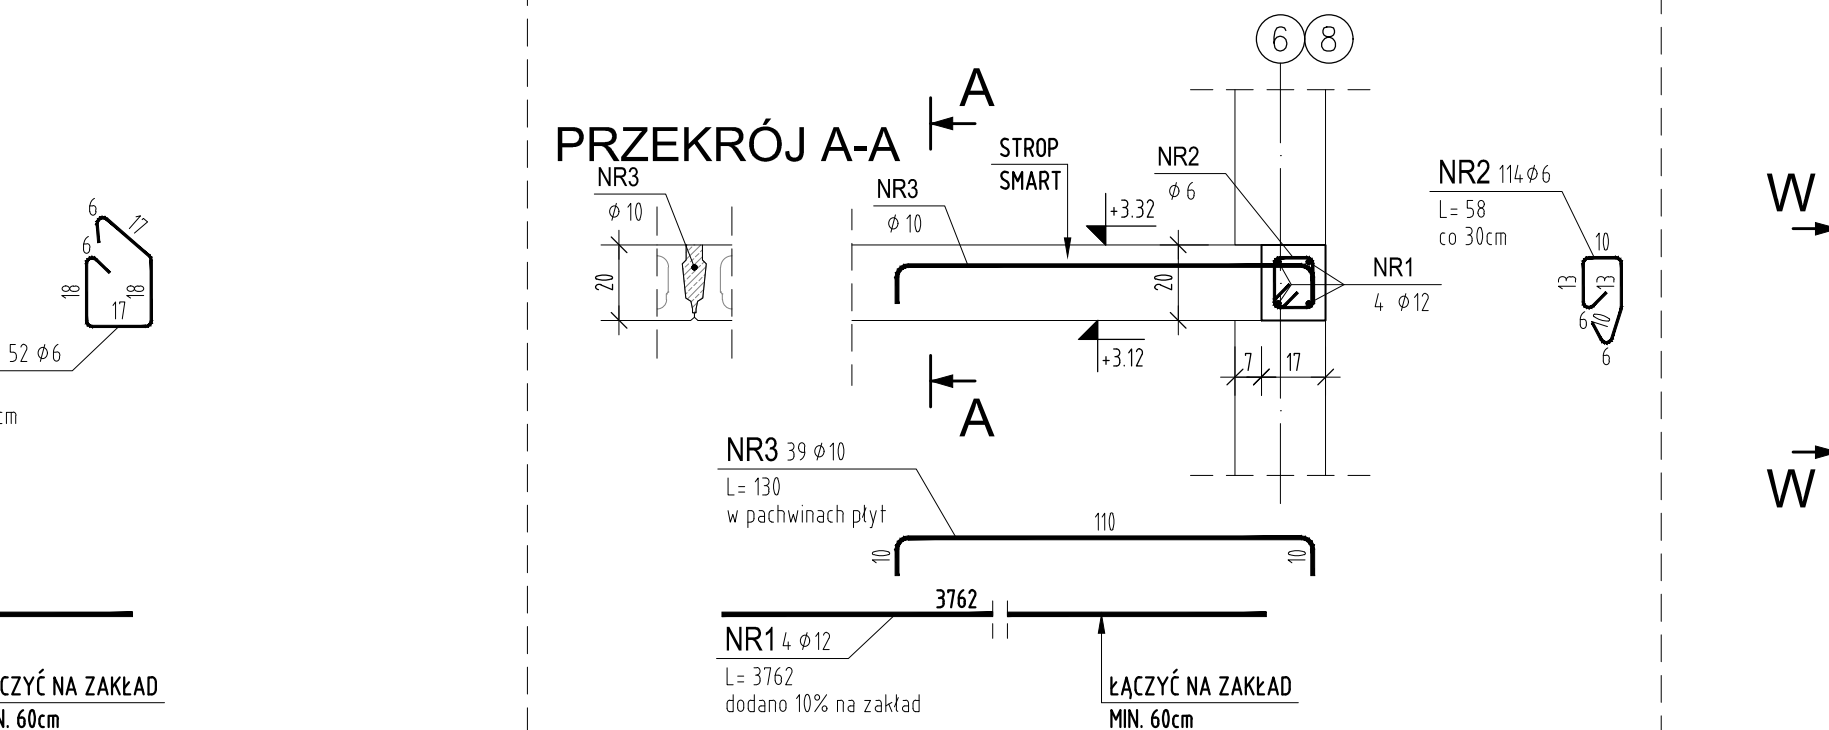 6
17
6
18
18
17
52 ϕ6
cm
CZYĆ NA ZAKŁAD
N. 60cm
6
8
A
PRZEKRÓJ A-A
NR3
ϕ 10
20
STROP
SMART
NR3
ϕ 10
+3.32
NR2
ϕ 6
20
+3.12
NR1
4 ϕ12
7
17
A
NR2 114ϕ6
L= 58
co 30cm
10
13
13
6
10
6
NR3 39 ϕ10
L= 130
w pachwinach płyt
110
10
10
3762
NR1 4 ϕ12
L= 3762
dodano 10% na zakład
ŁĄCZYĆ NA ZAKŁAD
MIN. 60cm
W
W